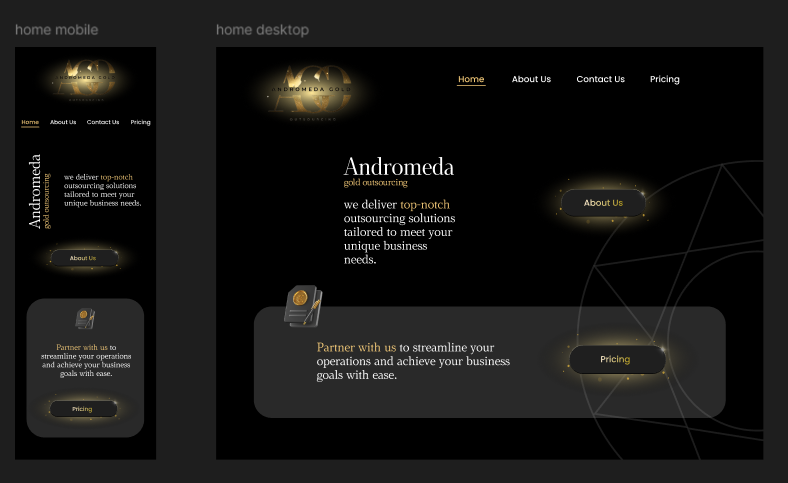 home mobile
ANDROMEDA GOLD
OUTSOURCING
Home About Us Contact Us Pricing
Andromeda
gold outsourcing
we deliver top-notch
outsourcing solutions
tailored to meet your
unique business needs.
About Us
Partner with us to
streamline your operations
and achieve your business
goals with ease.
Pricing
home desktop
AGO
ANDROMEDA GOLD
OUTSOURCING
Home About Us Contact Us Pricing
Andromeda
gold outsourcing
we deliver top-notch
outsourcing solutions
tailored to meet your
unique business
needs.
About Us
Partner with us to streamline your
operations and achieve your business
goals with ease.
Pricing